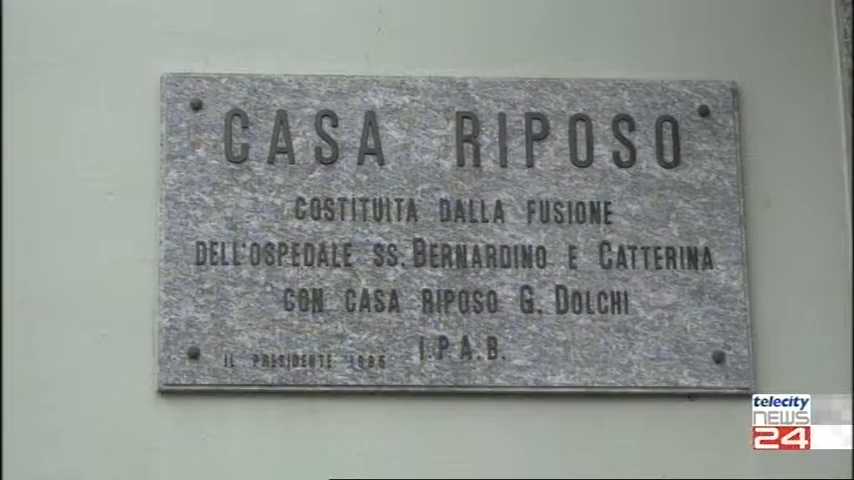 CASA RIPOSO
COSTITUITA DALLA FUSIONE
DELL'OSPEDALE SS. BERNARDINO E CATTERINA
CON CASA RIPOSO G. DOLCHI
I.P.A.B.
IL PRESIDENTE
telecity
NEWS
24